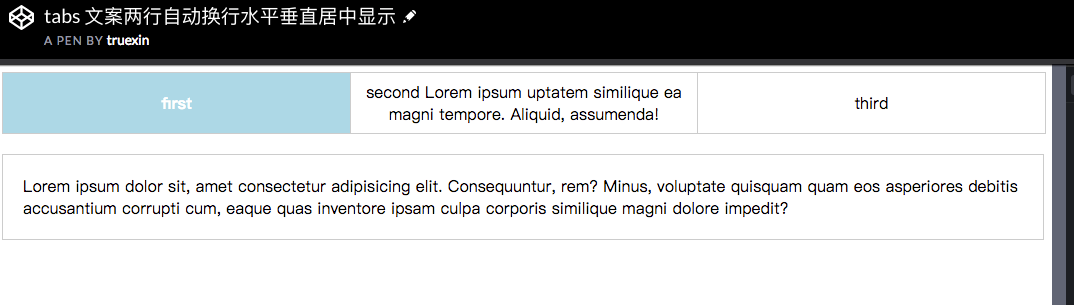 tabs 文案两行自动换行水平垂直居中显示
A PEN BY truexin
first
second Lorem ipsum uptatem similique ea
magni tempore. Aliquid, assumenda!
third
Lorem ipsum dolor sit, amet consectetur adipisicing elit. Consequuntur, rem? Minus, voluptate quisquam quam eos asperiores debitis
accusantium corrupti cum, eaque quas inventore ipsam culpa corporis similique magni dolore impedit?